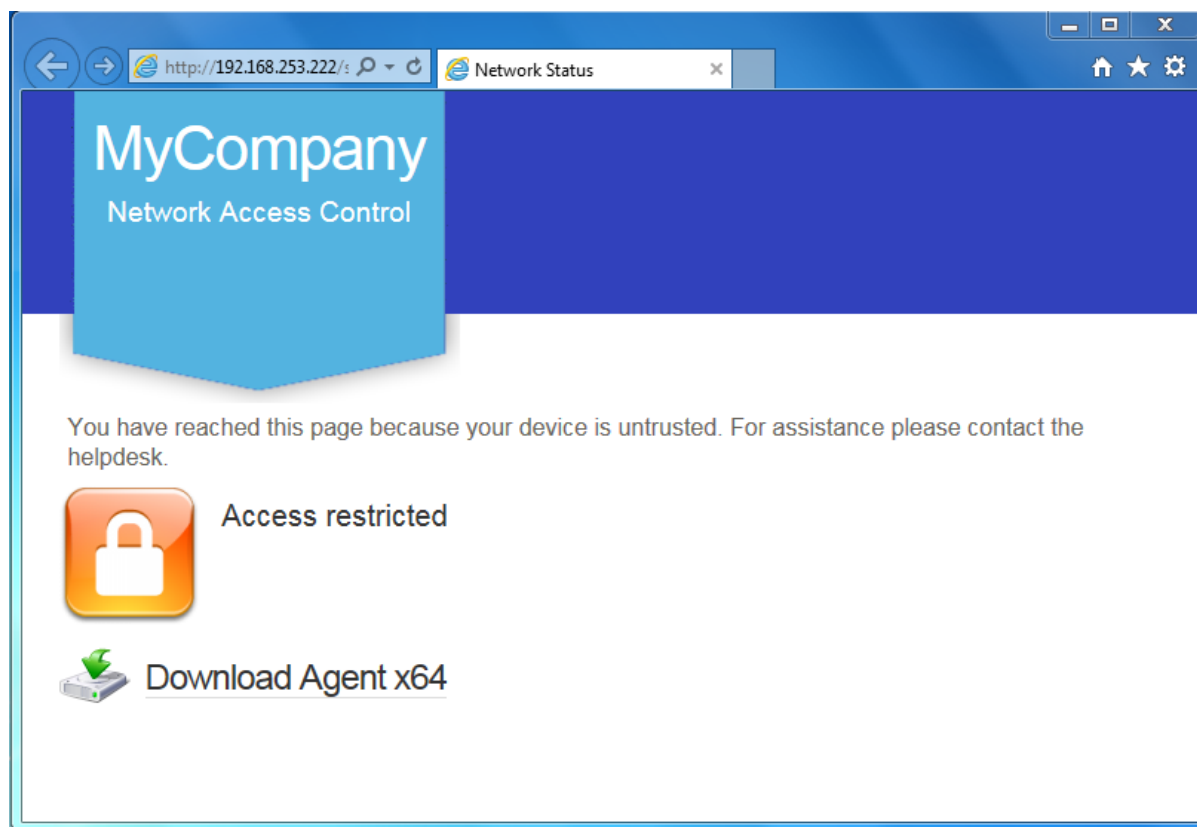 http://192.168.253.222/
Network Status
MyCompany
Network Access Control
You have reached this page because your device is untrusted. For assistance please contact the
helpdesk.
Access restricted
Download Agent x64